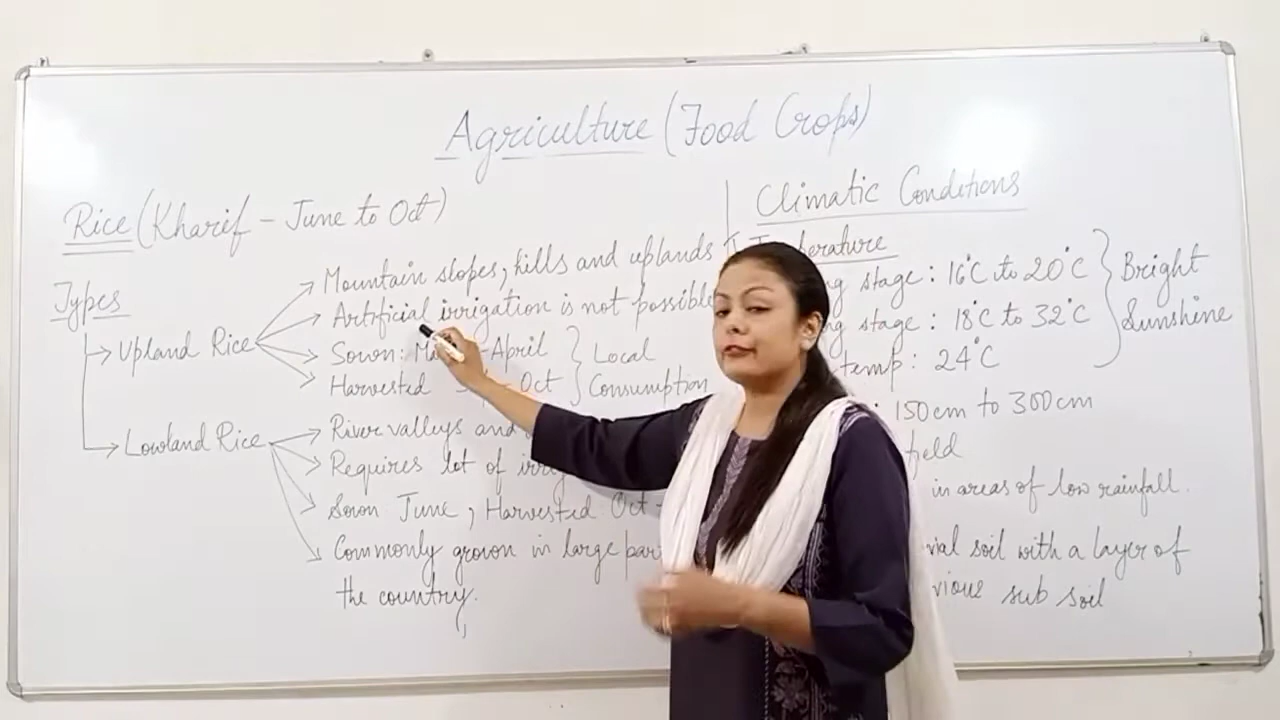 Agriculture (Food Crops)
Rice (Kharif - June to Oct)
Types
Upland Rice
Mountain slopes, hills and uplands
Artificial irrigation is not possible
Sown: - April
Harvested - Oct
Local
Consumption
Lowland Rice
River valleys and
Requires lot of
Sown June, Harvested Oct -
Commonly grown in large
the country.
Climatic Conditions
stage: 16°C to 20°C
stage: 18°C to 32°C
temp: 24°C
Bright
Sunshine
: 150cm to 300cm
field
in areas of low rainfall.
soil with a layer of
sub soil